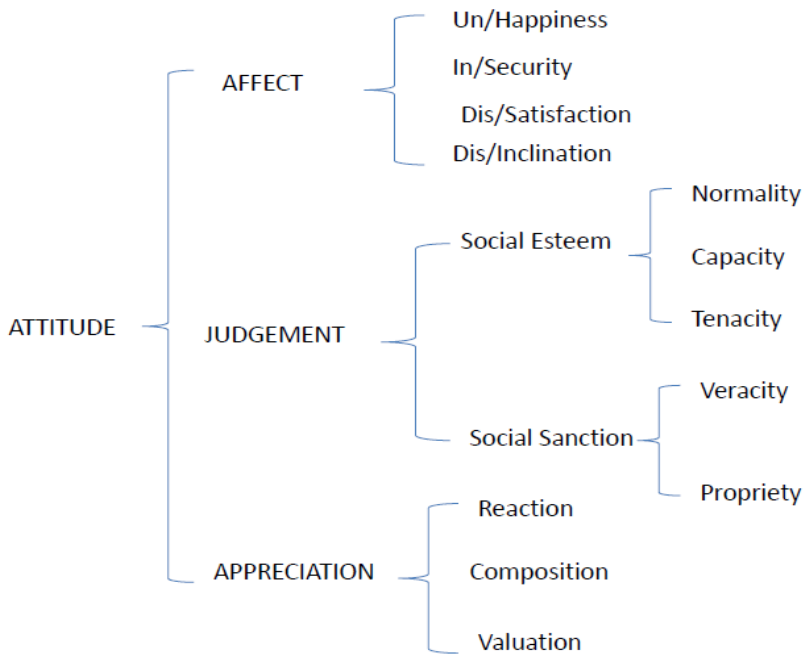 Un/Happiness
AFFECT
In/Security
Dis/Satisfaction
Dis/Inclination
Normality
Social Esteem
Capacity
Tenacity
ATTITUDE
JUDGEMENT
Veracity
Social Sanction
Propriety
Reaction
APPRECIATION
Composition
Valuation